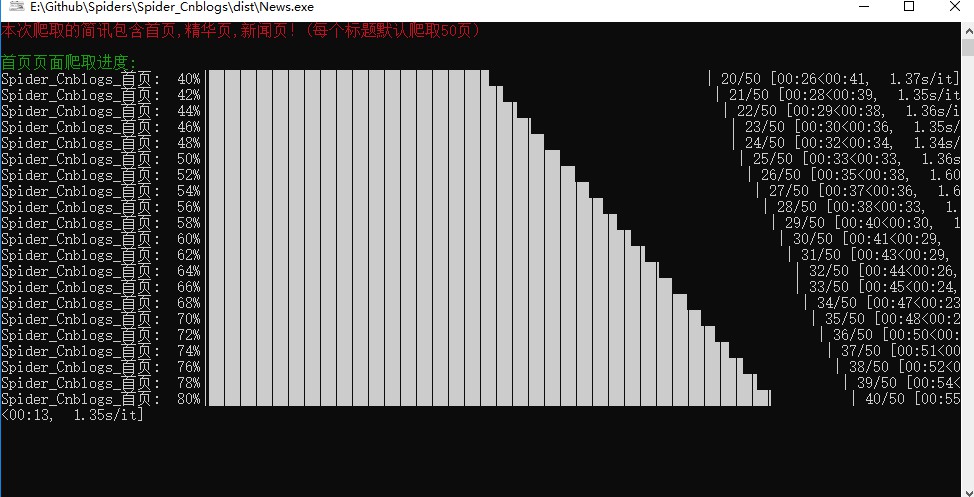 E:\Github\Spiders\Spider_Cnblogs\dist\News.exe
本次爬取的简讯包含首页,精华页,新闻页! (每个标题默认爬取50页)
首页页面爬取进度:
Spider_Cnblogs_首页: 40%| | 20/50 [00:26<00:41, 1.37s/it]
Spider_Cnblogs_首页: 42%| | 21/50 [00:28<00:39, 1.35s/it
Spider_Cnblogs_首页: 44%| | 22/50 [00:29<00:38, 1.36s/i
Spider_Cnblogs_首页: 46%| | 23/50 [00:30<00:36, 1.35s/
Spider_Cnblogs_首页: 48%| | 24/50 [00:32<00:34, 1.34s/
Spider_Cnblogs_首页: 50%| | 25/50 [00:33<00:33, 1.36s
Spider_Cnblogs_首页: 52%| | 26/50 [00:35<00:38, 1.60
Spider_Cnblogs_首页: 54%| | 27/50 [00:37<00:36, 1.6
Spider_Cnblogs_首页: 56%| | 28/50 [00:38<00:33, 1.
Spider_Cnblogs_首页: 58%| | 29/50 [00:40<00:30, 1
Spider_Cnblogs_首页: 60%| | 30/50 [00:41<00:29,
Spider_Cnblogs_首页: 62%| | 31/50 [00:43<00:29,
Spider_Cnblogs_首页: 64%| | 32/50 [00:44<00:26,
Spider_Cnblogs_首页: 66%| | 33/50 [00:45<00:24,
Spider_Cnblogs_首页: 68%| | 34/50 [00:47<00:23
Spider_Cnblogs_首页: 70%| | 35/50 [00:48<00:2
Spider_Cnblogs_首页: 72%| | 36/50 [00:50<00:
Spider_Cnblogs_首页: 74%| | 37/50 [00:51<00
Spider_Cnblogs_首页: 76%| | 38/50 [00:52<0
Spider_Cnblogs_首页: 78%| | 39/50 [00:54<
Spider_Cnblogs_首页: 80%| | 40/50 [00:55
<00:13, 1.35s/it]